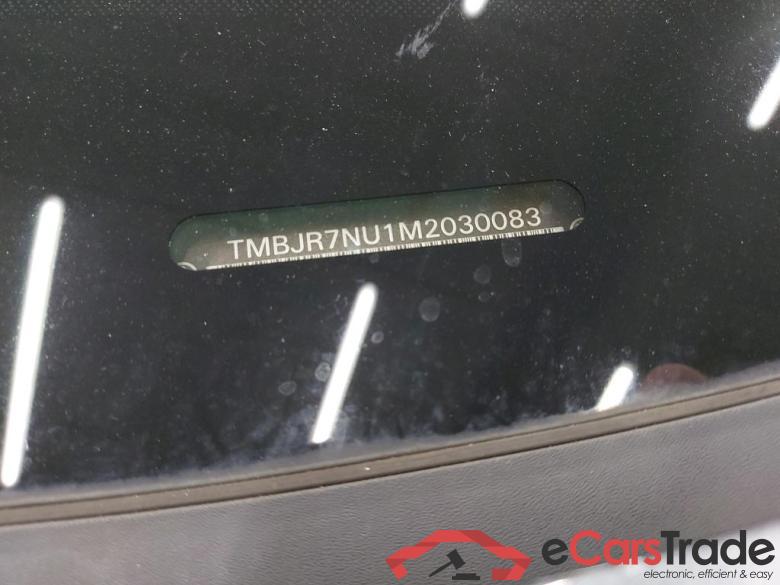 TMBJR7NU1M2030083
eCarsTrade
electronic, efficient & easy